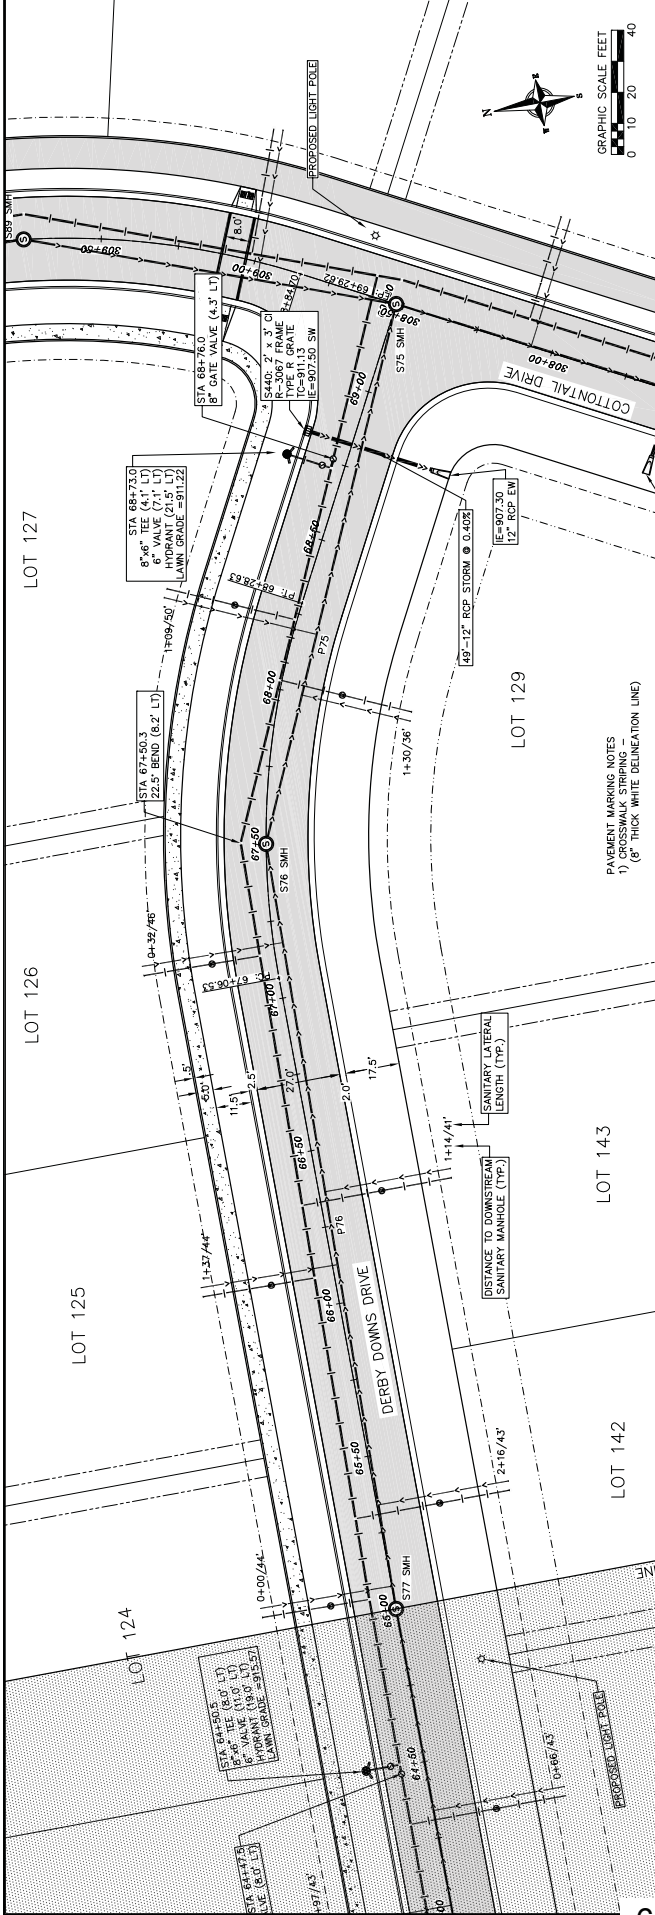 LOT 124
LOT 125
LOT 126
LOT 127
LOT 142
LOT 143
LOT 129
STA 64+47.5
(8.0' LT)
+97/43'
STA 64+50.5
8"x6" TEE (8.0' LT)
6" VALVE (11.0' LT)
HYDRANT (19.0' LT)
LAWN GRADE =915.57
0+00/44'
1+37/44'
0+32/46'
1+09/50'
STA 67+50.3
22.5° BEND (8.2' LT)
STA 68+73.0
8"x6" TEE (4.1' LT)
6" VALVE (7.1' LT)
HYDRANT (21.5' LT)
LAWN GRADE =911.22
STA 68+76.0
8" GATE VALVE (4.3' LT)
S440: 2' x 3' CI
R-3067 FRAME
TYPE R GRATE
TC=911.13
IE=907.50 SW
+84.70
8.0'
PROPOSED LIGHT POLE
S89 SMH
309+50
309+00
308+50
308+00
EP: 69+29.62
S75 SMH
COTTONTAIL DRIVE
64+50
65+00
65+50
66+00
66+50
67+00
67+50
68+00
68+50
69+00
PC: 67+06.53
PT: 68+28.63
S77 SMH
S76 SMH
P76
P75
DERBY DOWNS DRIVE
.5'
5.0'
11.5'
2.5'
27.0'
2.0'
17.5'
0+66/43'
2+16/43'
1+14/41'
1+30/36'
DISTANCE TO DOWNSTREAM
SANITARY MANHOLE (TYP.)
SANITARY LATERAL
LENGTH (TYP.)
49'-12" RCP STORM @ 0.40%
IE=907.30
12" RCP EW
PROPOSED LIGHT POLE
PAVEMENT MARKING NOTES
1) CROSSWALK STRIPING -
(8" THICK WHITE DELINEATION LINE)
N
E
S
W
GRAPHIC SCALE FEET
0 10 20 40